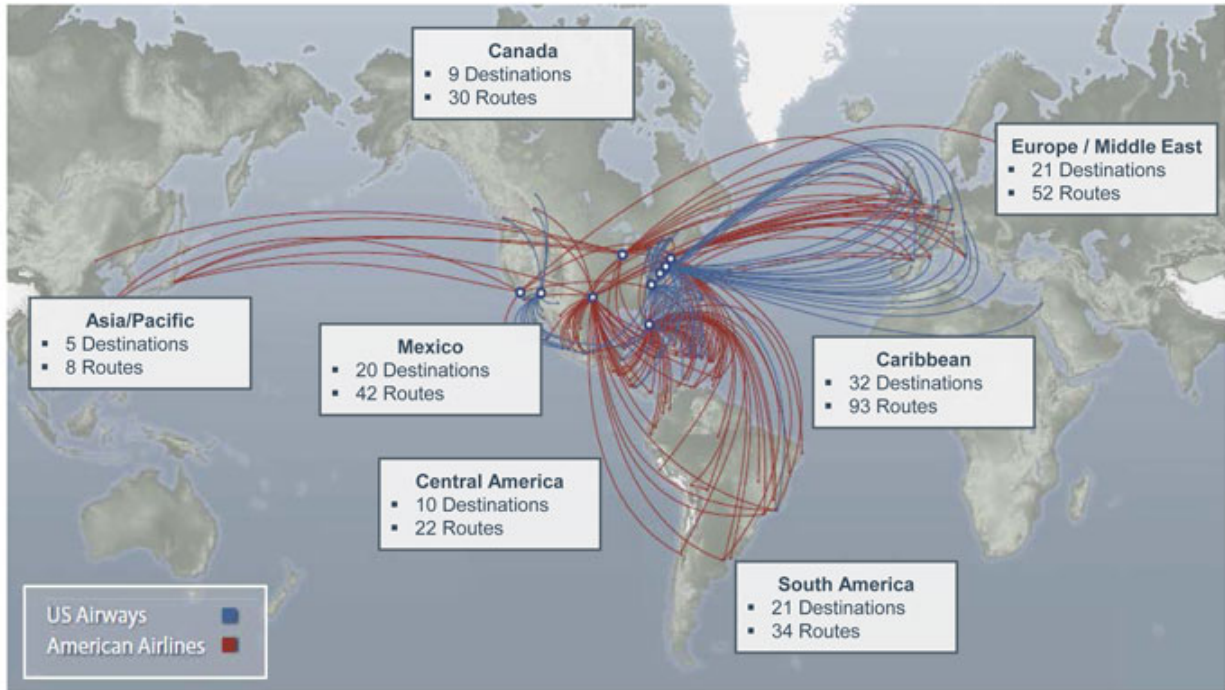 Canada
▪ 9 Destinations
▪ 30 Routes
Europe / Middle East
▪ 21 Destinations
▪ 52 Routes
Asia/Pacific
▪ 5 Destinations
▪ 8 Routes
Mexico
▪ 20 Destinations
▪ 42 Routes
Caribbean
▪ 32 Destinations
▪ 93 Routes
Central America
▪ 10 Destinations
▪ 22 Routes
South America
▪ 21 Destinations
▪ 34 Routes
US Airways
American Airlines